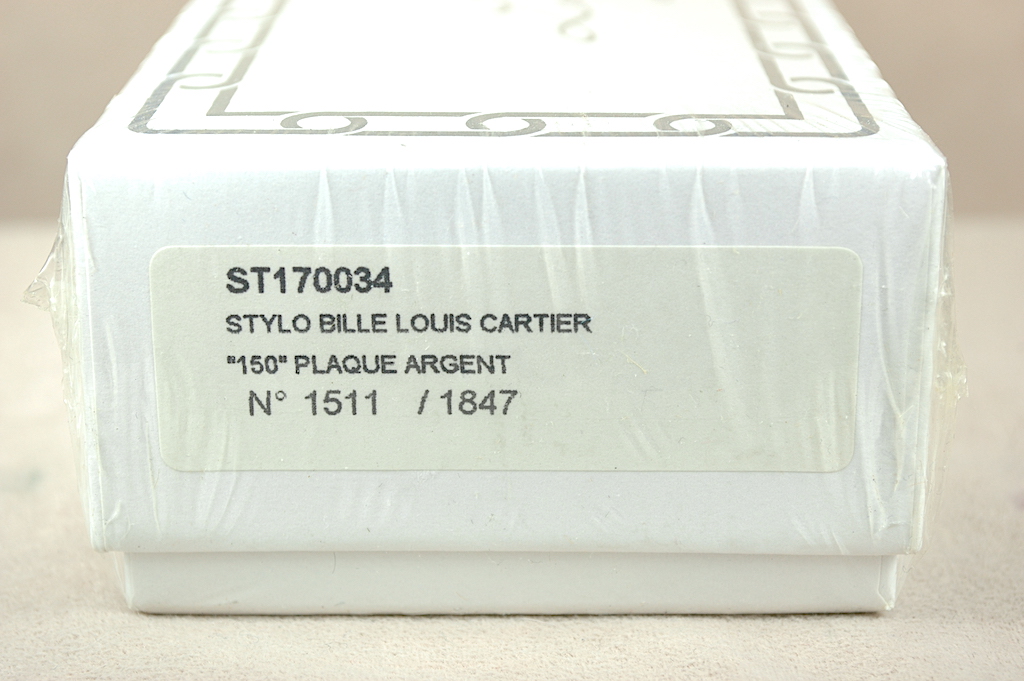 ST170034
STYLO BILLE LOUIS CARTIER
"150" PLAQUE ARGENT
N° 1511 / 1847